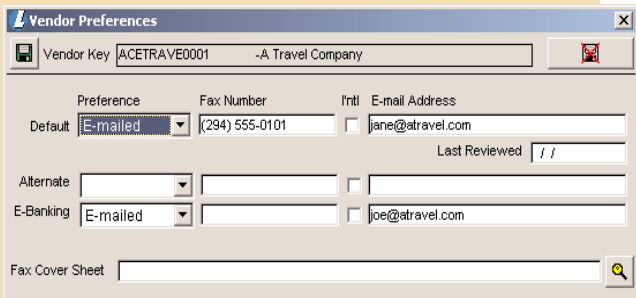 Vendor Preferences
Vendor Key ACETRAVE0001 -A Travel Company
Preference Fax Number I'ntl E-mail Address
Default E-mailed (294) 555-0101 jane@atravel.com
Last Reviewed / /
Alternate
E-Banking E-mailed joe@atravel.com
Fax Cover Sheet